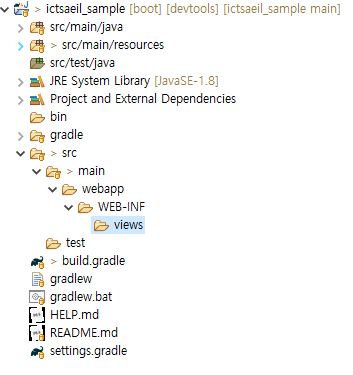 > ictsaeil_sample [boot] [devtools] [ictsaeil_sample main]
src/main/java
> src/main/resources
src/test/java
JRE System Library [JavaSE-1.8]
Project and External Dependencies
bin
gradle
> src
> main
webapp
> WEB-INF
views
test
> build.gradle
gradlew
gradlew.bat
HELP.md
README.md
settings.gradle